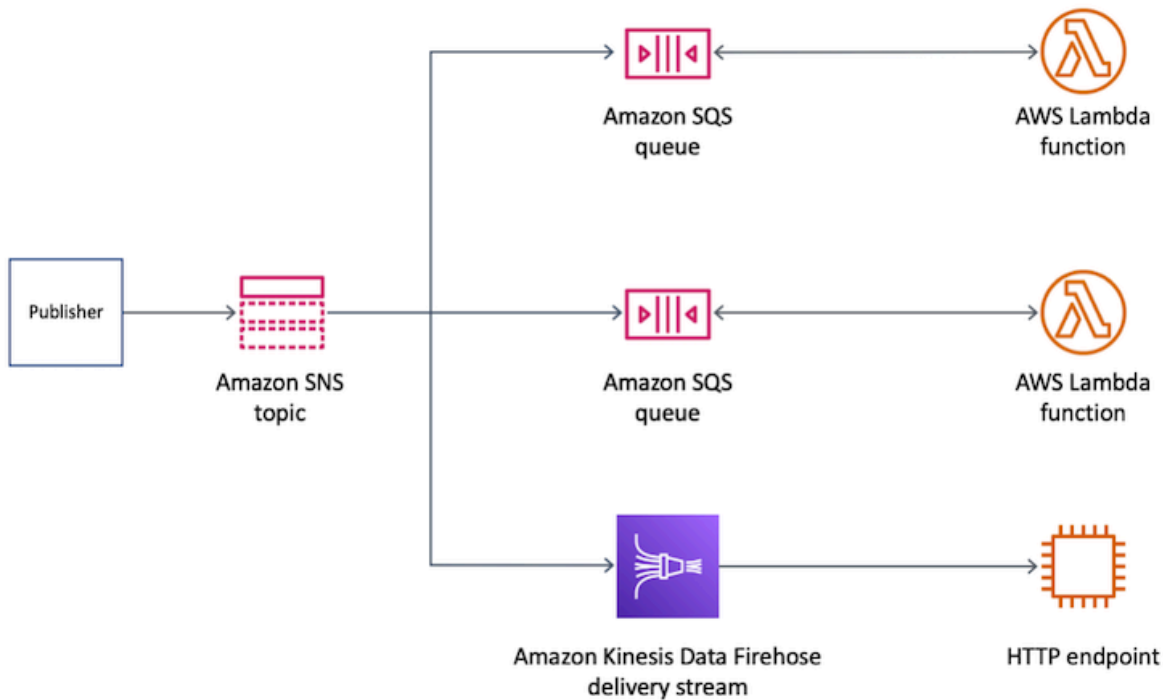 Amazon SQS
queue
AWS Lambda
function
Publisher
Amazon SNS
topic
Amazon SQS
queue
AWS Lambda
function
Amazon Kinesis Data Firehose
delivery stream
HTTP endpoint